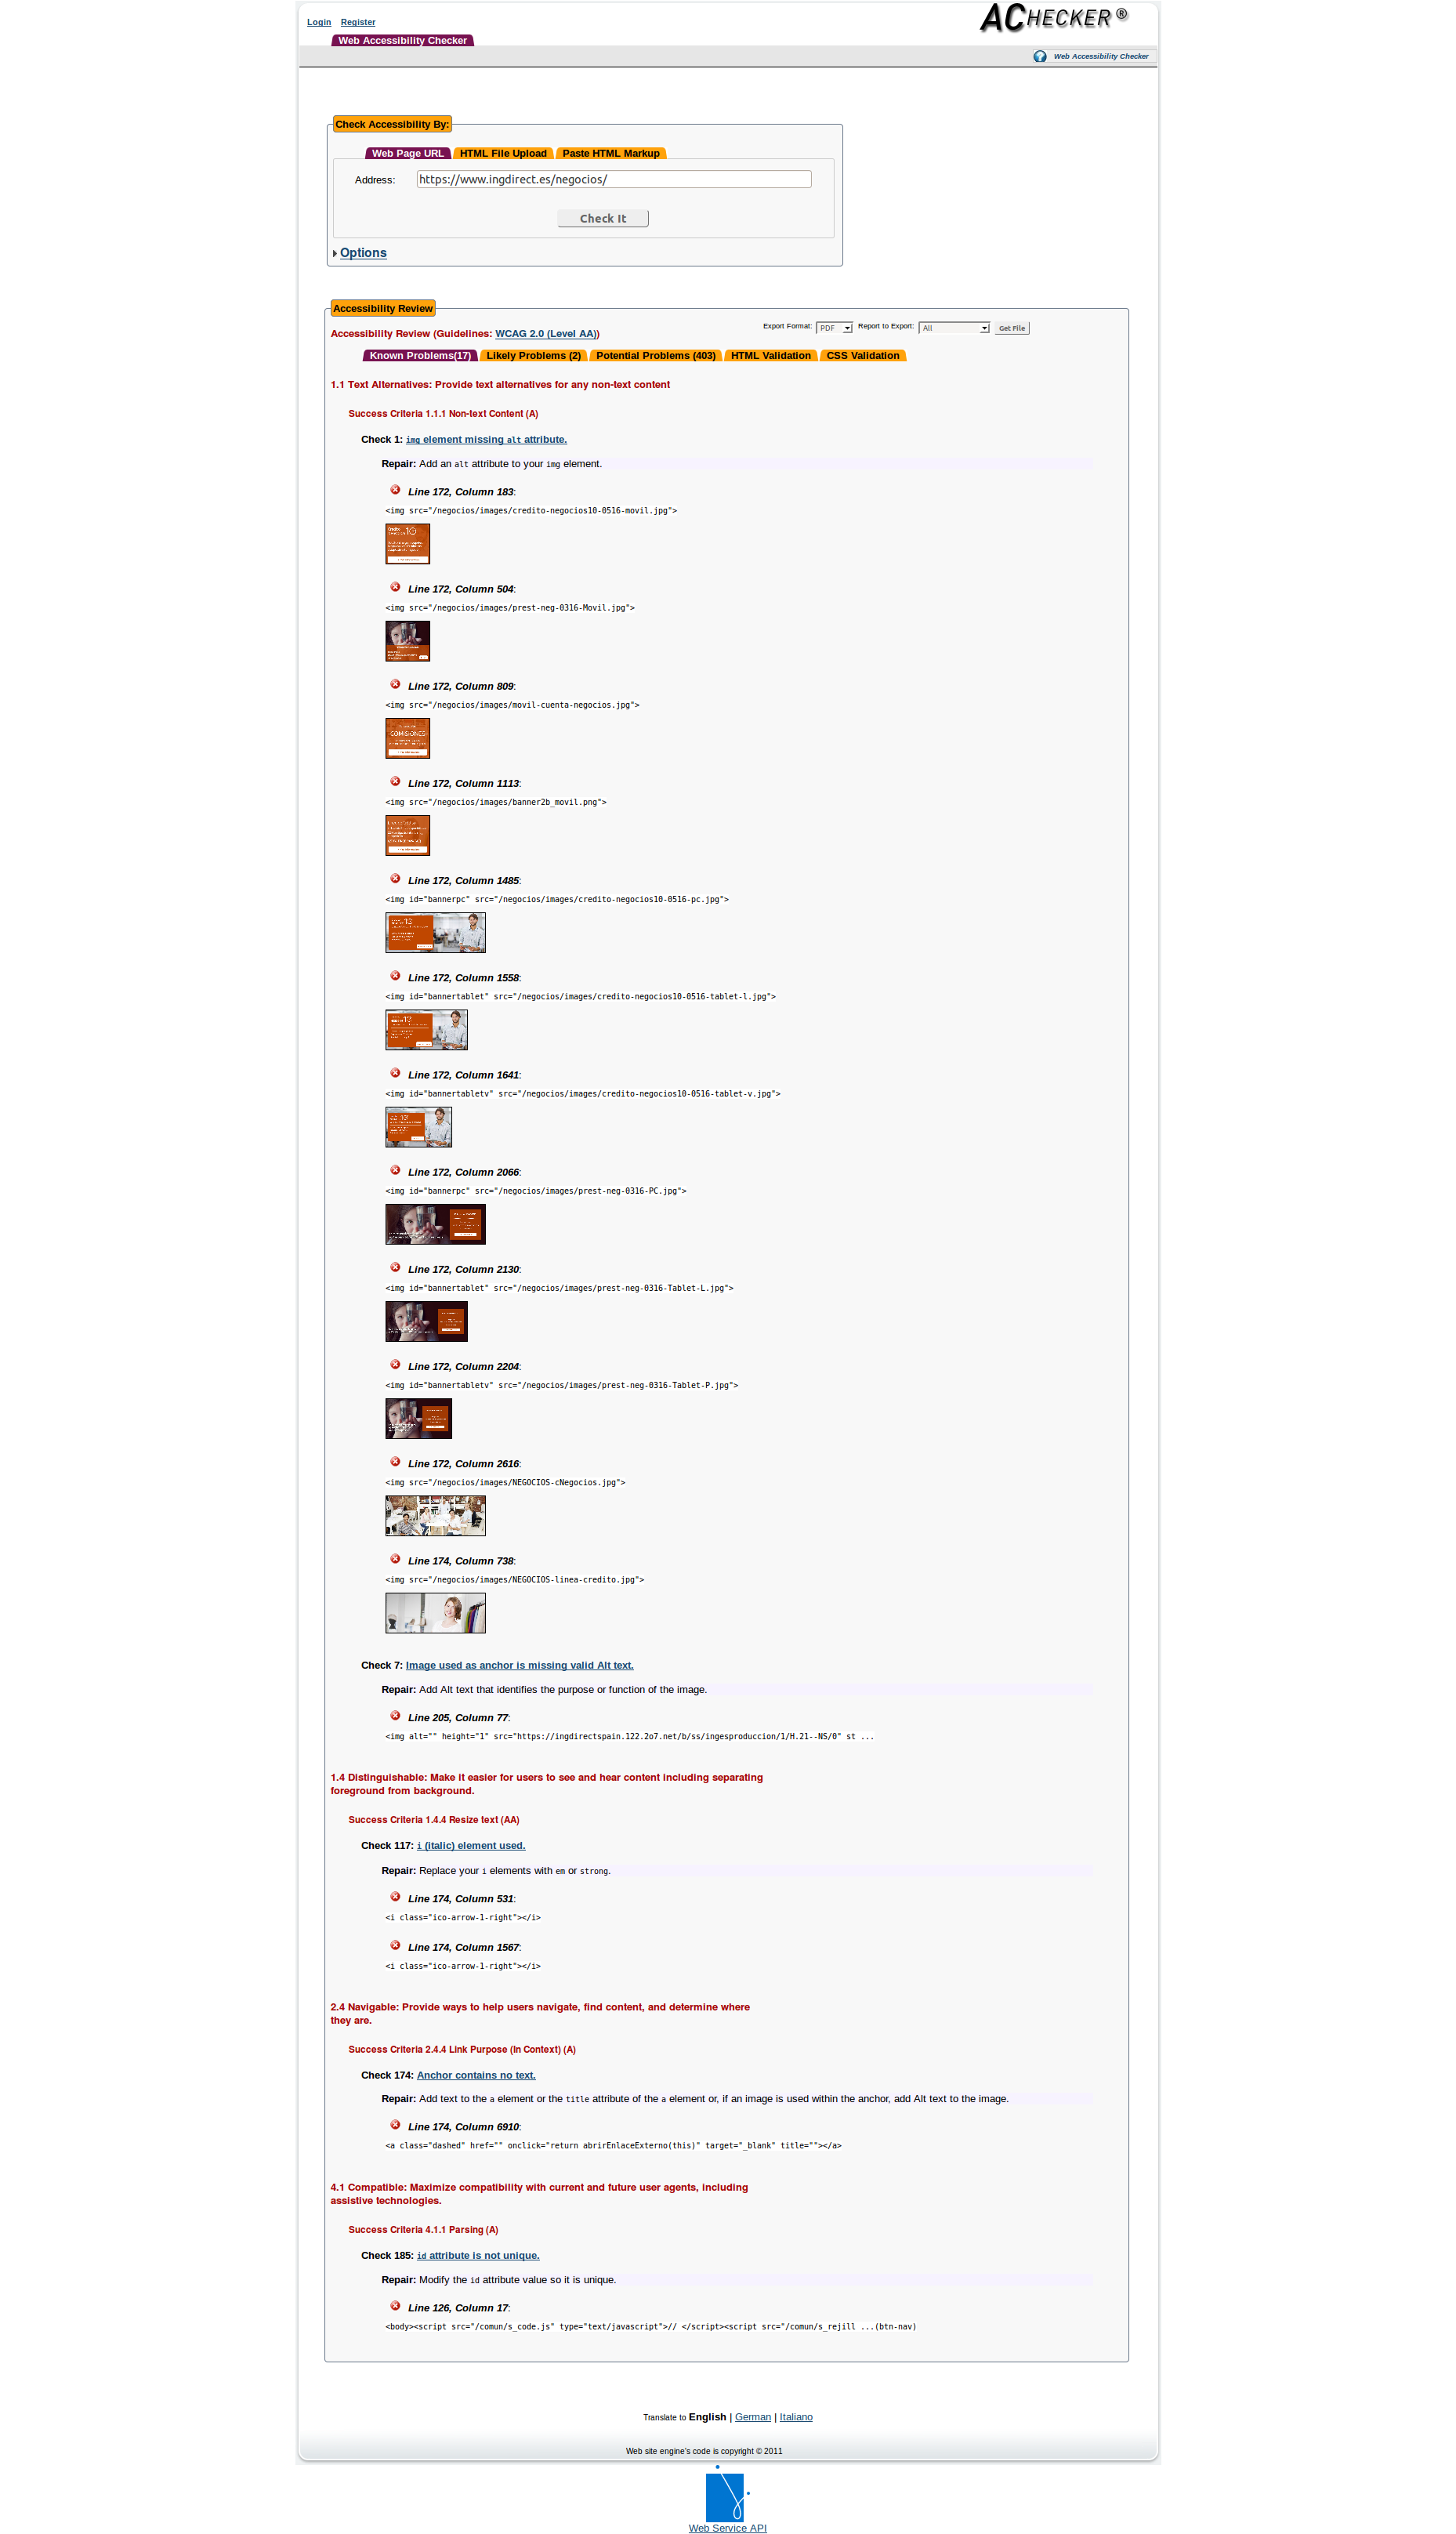 Login Register
ACHECKER ®
Web Accessibility Checker
Web Accessibility Checker
Check Accessibility By:
Web Page URL HTML File Upload Paste HTML Markup
Address: https://www.ingdirect.es/negocios/
Check It
Options
Accessibility Review
Export Format: PDF Report to Export: All Get File
Accessibility Review (Guidelines: WCAG 2.0 (Level AA))
Known Problems(17) Likely Problems (2) Potential Problems (403) HTML Validation CSS Validation
1.1 Text Alternatives: Provide text alternatives for any non-text content
Success Criteria 1.1.1 Non-text Content (A)
Check 1: img element missing alt attribute.
Repair: Add an alt attribute to your img element.
Line 172, Column 183:
<img src="/negocios/images/credito-negocios10-0516-movil.jpg">
Line 172, Column 504:
<img src="/negocios/images/prest-neg-0316-Movil.jpg">
Line 172, Column 809:
<img src="/negocios/images/movil-cuenta-negocios.jpg">
COMISIONES
Line 172, Column 1113:
<img src="/negocios/images/banner2b_movil.png">
Line 172, Column 1485:
<img id="bannerpc" src="/negocios/images/credito-negocios10-0516-pc.jpg">
Line 172, Column 1558:
<img id="bannertablet" src="/negocios/images/credito-negocios10-0516-tablet-l.jpg">
Line 172, Column 1641:
<img id="bannertabletv" src="/negocios/images/credito-negocios10-0516-tablet-v.jpg">
Line 172, Column 2066:
<img id="bannerpc" src="/negocios/images/prest-neg-0316-PC.jpg">
Line 172, Column 2130:
<img id="bannertablet" src="/negocios/images/prest-neg-0316-Tablet-L.jpg">
Line 172, Column 2204:
<img id="bannertabletv" src="/negocios/images/prest-neg-0316-Tablet-P.jpg">
Line 172, Column 2616:
<img src="/negocios/images/NEGOCIOS-cNegocios.jpg">
Line 174, Column 738:
<img src="/negocios/images/NEGOCIOS-linea-credito.jpg">
Check 7: Image used as anchor is missing valid Alt text.
Repair: Add Alt text that identifies the purpose or function of the image.
Line 205, Column 77:
<img alt="" height="1" src="https://ingdirectspain.122.2o7.net/b/ss/ingesproduccion/1/H.21--NS/0" st ...
1.4 Distinguishable: Make it easier for users to see and hear content including separating
foreground from background.
Success Criteria 1.4.4 Resize text (AA)
Check 117: i (italic) element used.
Repair: Replace your i elements with em or strong.
Line 174, Column 531:
<i class="ico-arrow-1-right"></i>
Line 174, Column 1567:
<i class="ico-arrow-1-right"></i>
2.4 Navigable: Provide ways to help users navigate, find content, and determine where
they are.
Success Criteria 2.4.4 Link Purpose (In Context) (A)
Check 174: Anchor contains no text.
Repair: Add text to the a element or the title attribute of the a element or, if an image is used within the anchor, add Alt text to the image.
Line 174, Column 6910:
<a class="dashed" href="" onclick="return abrirEnlaceExterno(this)" target="_blank" title=""></a>
4.1 Compatible: Maximize compatibility with current and future user agents, including
assistive technologies.
Success Criteria 4.1.1 Parsing (A)
Check 185: id attribute is not unique.
Repair: Modify the id attribute value so it is unique.
Line 126, Column 17:
<body><script src="/comun/s_code.js" type="text/javascript">// </script><script src="/comun/s_rejill ...(btn-nav)
Translate to English | German | Italiano
Web site engine's code is copyright © 2011
Web Service API